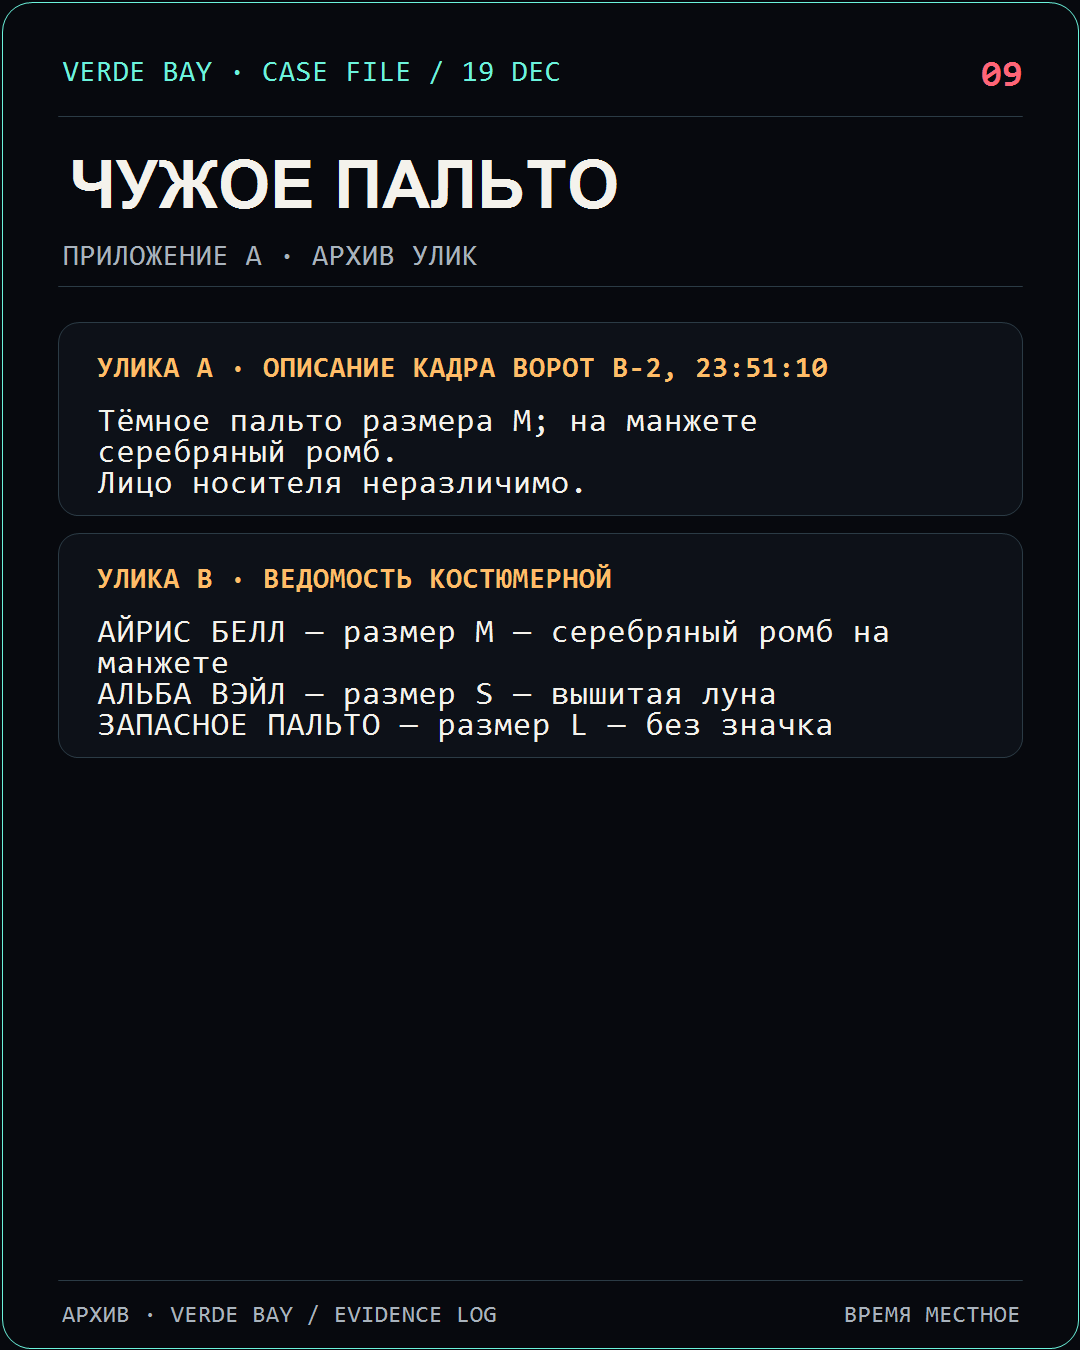 VERDE BAY · CASE FILE / 19 DEC
09
ЧУЖОЕ ПАЛЬТО
ПРИЛОЖЕНИЕ А · АРХИВ УЛИК
УЛИКА А · ОПИСАНИЕ КАДРА ВОРОТ B-2, 23:51:10
Тёмное пальто размера M; на манжете
серебряный ромб.
Лицо носителя неразличимо.
УЛИКА B · ВЕДОМОСТЬ КОСТЮМЕРНОЙ
АЙРИС БЕЛЛ — размер M — серебряный ромб на
манжете
АЛЬБА ВЭЙЛ — размер S — вышитая луна
ЗАПАСНОЕ ПАЛЬТО — размер L — без значка
АРХИВ · VERDE BAY / EVIDENCE LOG
ВРЕМЯ МЕСТНОЕ